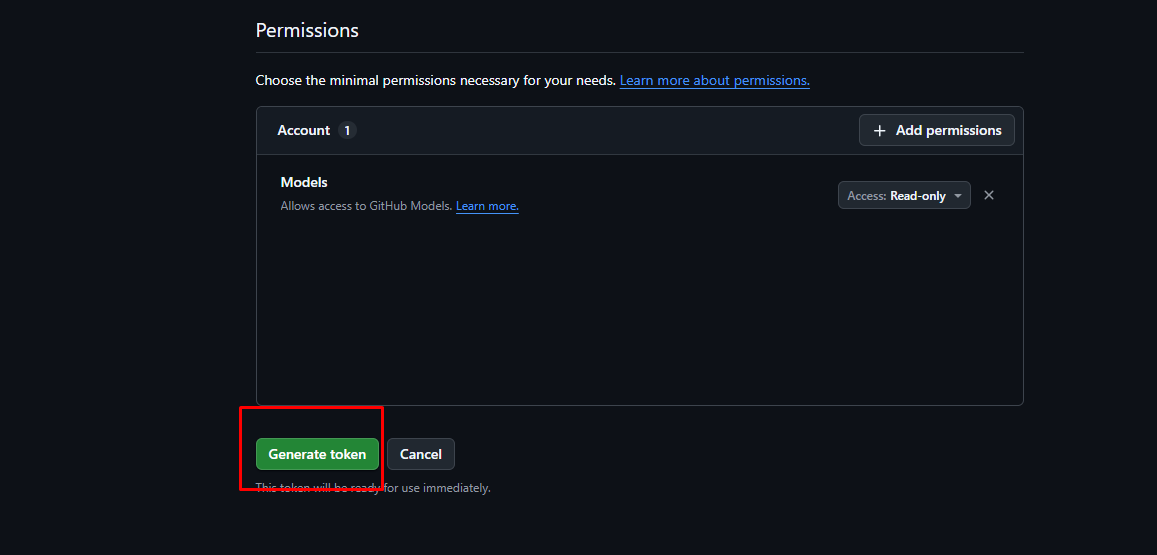 Permissions
Choose the minimal permissions necessary for your needs. Learn more about permissions.
Account 1 + Add permissions
Models
Access: Read-only
Allows access to GitHub Models. Learn more.
Generate token Cancel
This token will be ready for use immediately.